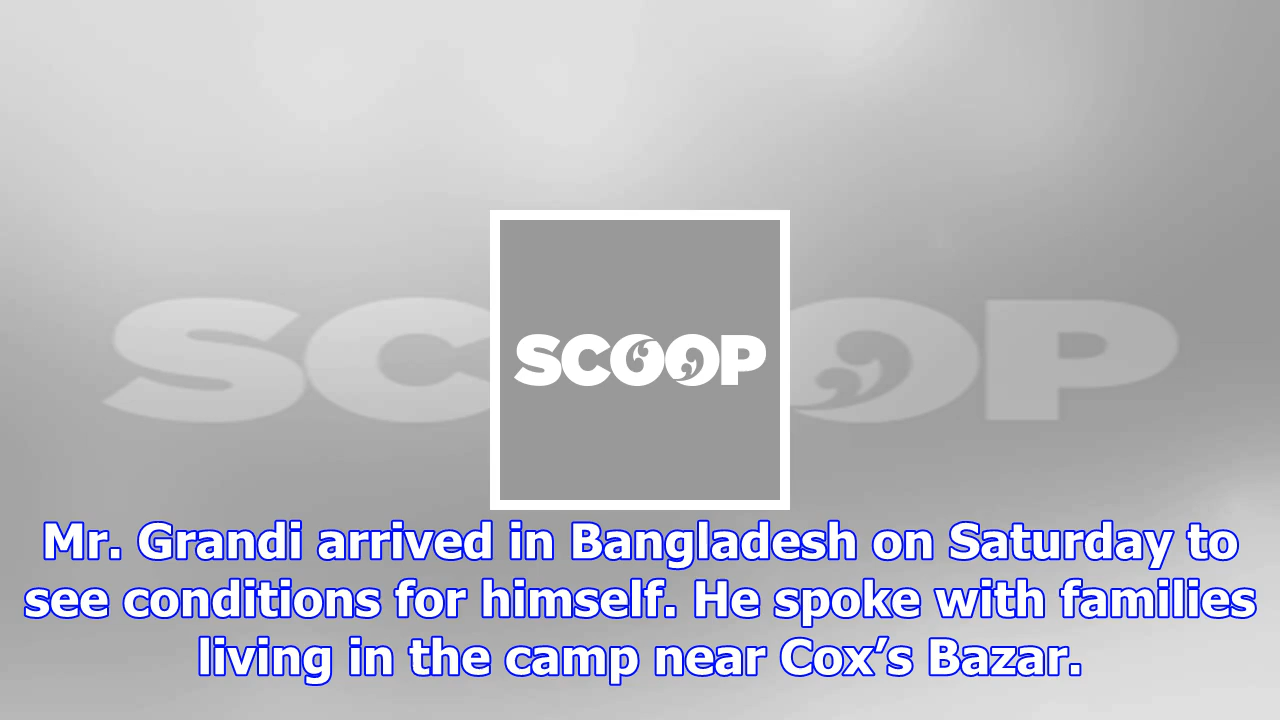 SCOOP
Mr. Grandi arrived in Bangladesh on Saturday to
see conditions for himself. He spoke with families
living in the camp near Cox’s Bazar.